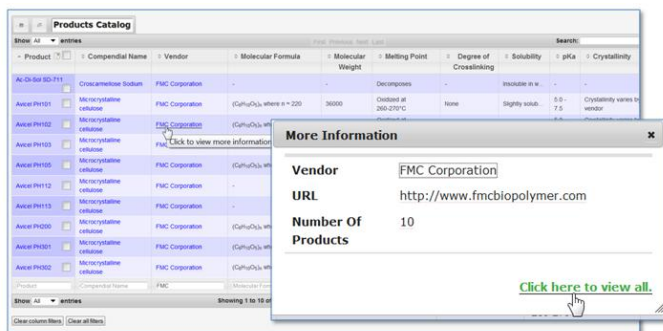 Products Catalog
Show All entries
First Previous Next Last
Search:
Product Compendial Name Vendor Molecular Formula Molecular Weight Melting Point Degree of Crosslinking Solubility pKa Crystallinity
Ac-Di-Sol SD-711 Croscarmellose Sodium FMC Corporation - - Decomposes - Insoluble in w... - -
Avicel PH101 Microcrystalline cellulose FMC Corporation (C₆H₁₀O₅)ₙ where n ~ 220 36000 Oxidized at 260-270°C None Slightly solub... 5.0 - 7.5 Crystallinity varies by vendor
Avicel PH102 Microcrystalline cellulose FMC Corporation
Click to view more information
Avicel PH103 Microcrystalline cellulose
Avicel PH105 Microcrystalline cellulose FMC Corporation
Avicel PH112 Microcrystalline cellulose FMC Corporation -
Avicel PH113 Microcrystalline cellulose FMC Corporation -
Avicel PH200 Microcrystalline cellulose FMC Corporation
Avicel PH301 Microcrystalline cellulose FMC Corporation
Avicel PH302 Microcrystalline cellulose FMC Corporation
Product Compendial Name FMC
Show All entries
Showing 1 to 10 of
Clear column filters Clear all filters
More Information x
Vendor FMC Corporation
URL http://www.fmcbiopolymer.com
Number Of Products 10
Click here to view all.